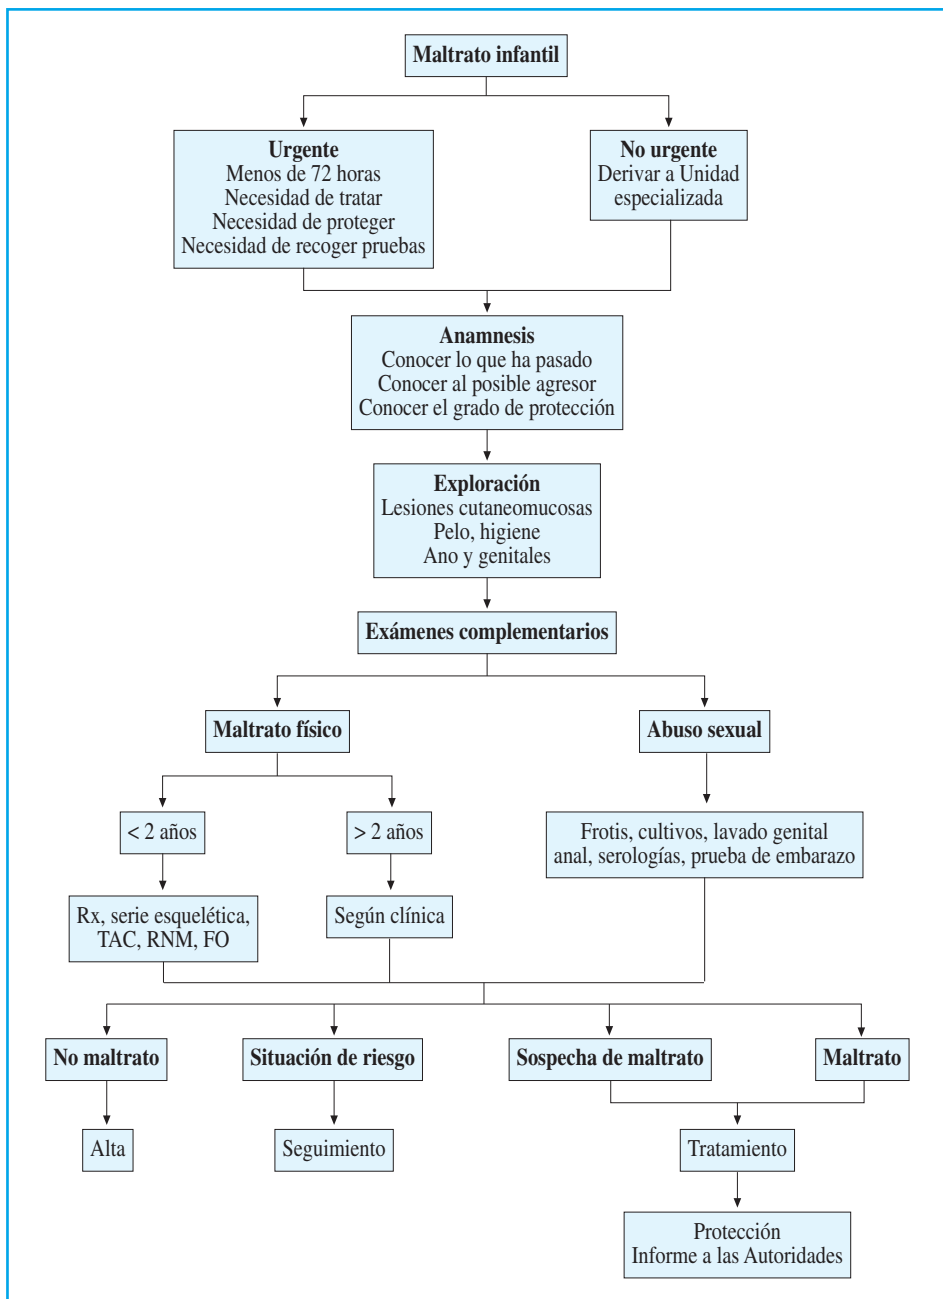 Maltrato infantil
Urgente
Menos de 72 horas
Necesidad de tratar
Necesidad de proteger
Necesidad de recoger pruebas
No urgente
Derivar a Unidad
especializada
Anamnesis
Conocer lo que ha pasado
Conocer al posible agresor
Conocer el grado de protección
Exploración
Lesiones cutaneomucosas
Pelo, higiene
Ano y genitales
Exámenes complementarios
Maltrato físico
Abuso sexual
< 2 años
> 2 años
Frotis, cultivos, lavado genital
anal, serologías, prueba de embarazo
Rx, serie esquelética,
TAC, RNM, FO
Según clínica
No maltrato
Situación de riesgo
Sospecha de maltrato
Maltrato
Alta
Seguimiento
Tratamiento
Protección
Informe a las Autoridades